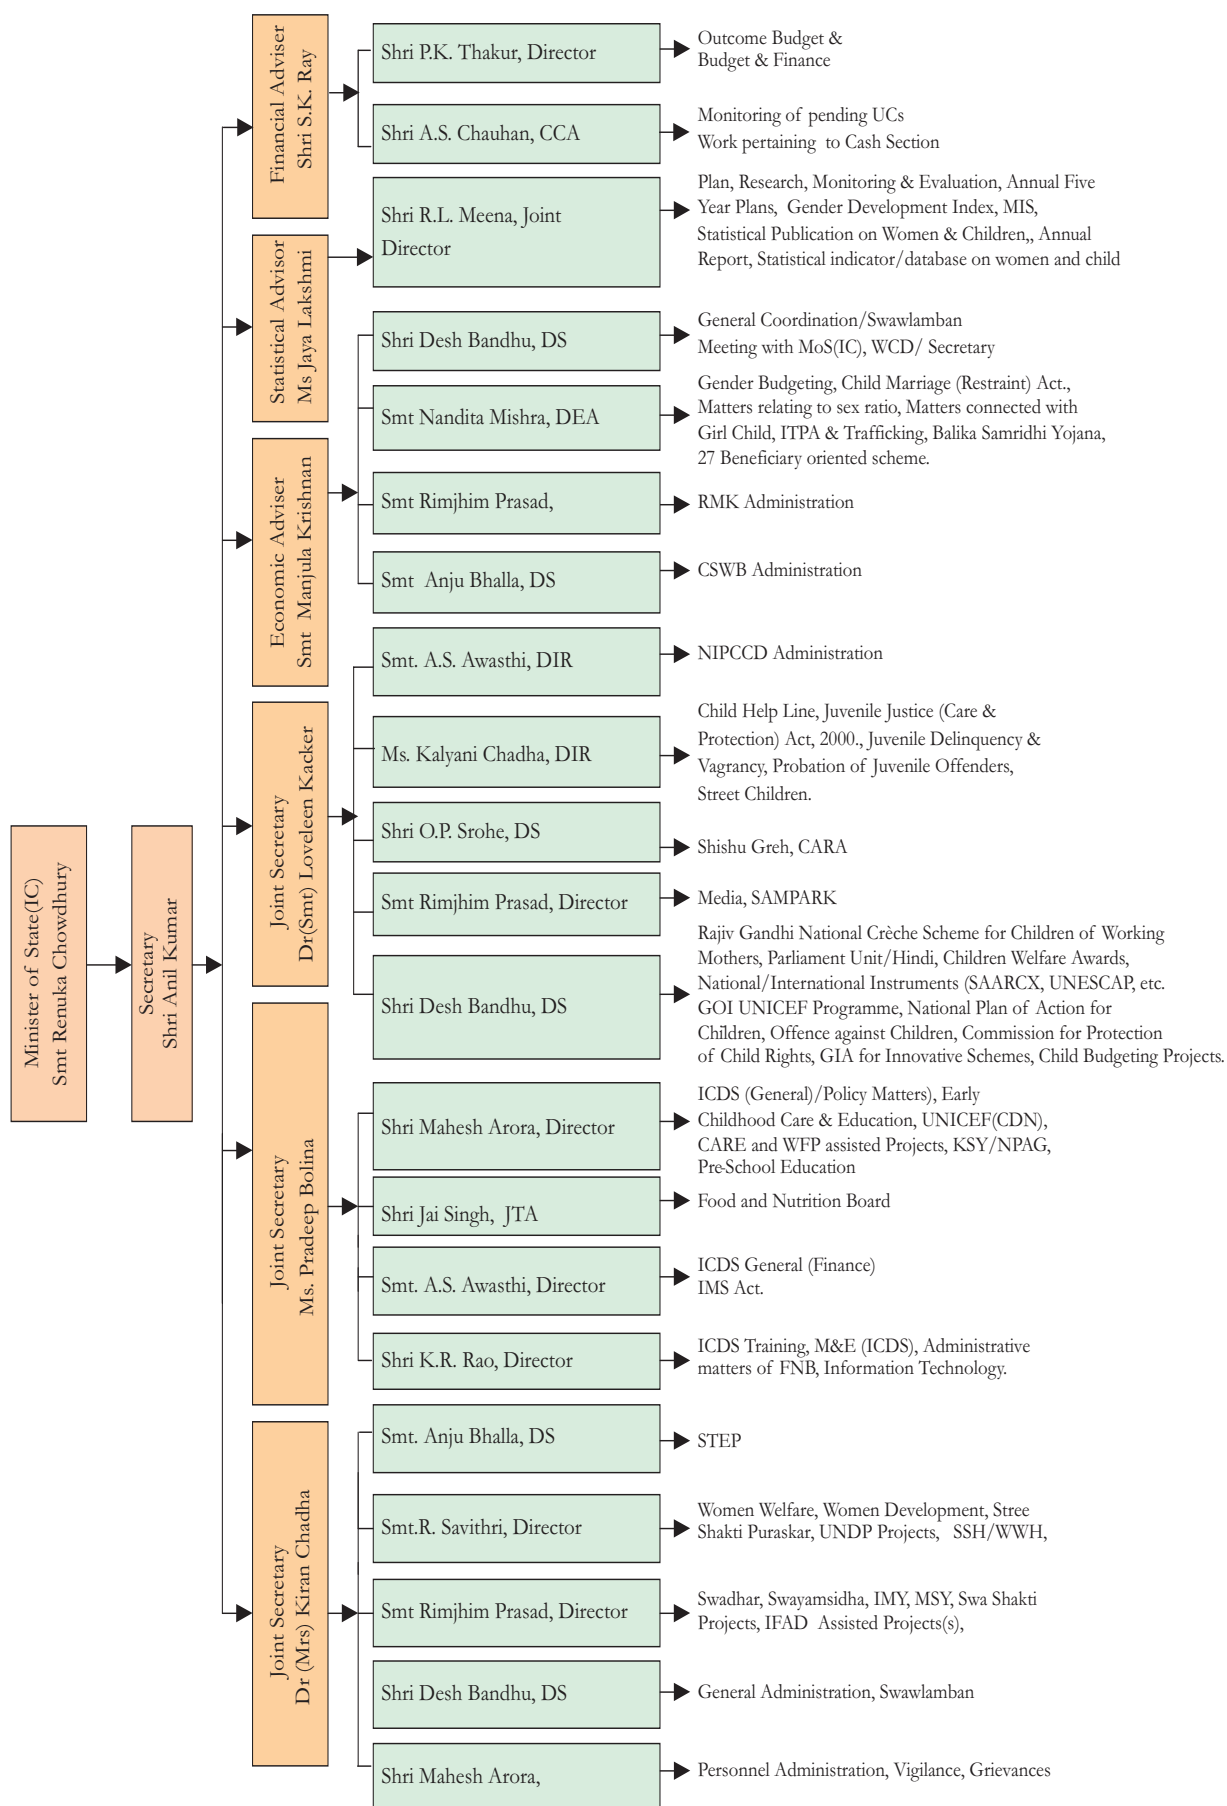 Minister of State(IC)
Smt Renuka Chowdhury
Secretary
Shri Anil Kumar
Financial Adviser
Shri S.K. Ray
Shri P.K. Thakur, Director
Outcome Budget &
Budget & Finance
Shri A.S. Chauhan, CCA
Monitoring of pending UCs
Work pertaining to Cash Section
Statistical Advisor
Ms Jaya Lakshmi
Shri R.L. Meena, Joint
Director
Plan, Research, Monitoring & Evaluation, Annual Five
Year Plans, Gender Development Index, MIS,
Statistical Publication on Women & Children,, Annual
Report, Statistical indicator/database on women and child
Economic Adviser
Smt Manjula Krishnan
Shri Desh Bandhu, DS
General Coordination/Swawlamban
Meeting with MoS(IC), WCD/ Secretary
Smt Nandita Mishra, DEA
Gender Budgeting, Child Marriage (Restraint) Act.,
Matters relating to sex ratio, Matters connected with
Girl Child, ITPA & Trafficking, Balika Samridhi Yojana,
27 Beneficiary oriented scheme.
Smt Rimjhim Prasad,
RMK Administration
Smt Anju Bhalla, DS
CSWB Administration
Joint Secretary
Dr(Smt) Loveleen Kacker
Smt. A.S. Awasthi, DIR
NIPCCD Administration
Ms. Kalyani Chadha, DIR
Child Help Line, Juvenile Justice (Care &
Protection) Act, 2000., Juvenile Delinquency &
Vagrancy, Probation of Juvenile Offenders,
Street Children.
Shri O.P. Srohe, DS
Shishu Greh, CARA
Smt Rimjhim Prasad, Director
Media, SAMPARK
Shri Desh Bandhu, DS
Rajiv Gandhi National Crèche Scheme for Children of Working
Mothers, Parliament Unit/Hindi, Children Welfare Awards,
National/International Instruments (SAARCX, UNESCAP, etc.
GOI UNICEF Programme, National Plan of Action for
Children, Offence against Children, Commission for Protection
of Child Rights, GIA for Innovative Schemes, Child Budgeting Projects.
Joint Secretary
Ms. Pradeep Bolina
Shri Mahesh Arora, Director
ICDS (General)/Policy Matters), Early
Childhood Care & Education, UNICEF(CDN),
CARE and WFP assisted Projects, KSY/NPAG,
Pre-School Education
Shri Jai Singh, JTA
Food and Nutrition Board
Smt. A.S. Awasthi, Director
ICDS General (Finance)
IMS Act.
Shri K.R. Rao, Director
ICDS Training, M&E (ICDS), Administrative
matters of FNB, Information Technology.
Joint Secretary
Dr (Mrs) Kiran Chadha
Smt. Anju Bhalla, DS
STEP
Smt.R. Savithri, Director
Women Welfare, Women Development, Stree
Shakti Puraskar, UNDP Projects, SSH/WWH,
Smt Rimjhim Prasad, Director
Swadhar, Swayamsidha, IMY, MSY, Swa Shakti
Projects, IFAD Assisted Projects(s),
Shri Desh Bandhu, DS
General Administration, Swawlamban
Shri Mahesh Arora,
Personnel Administration, Vigilance, Grievances